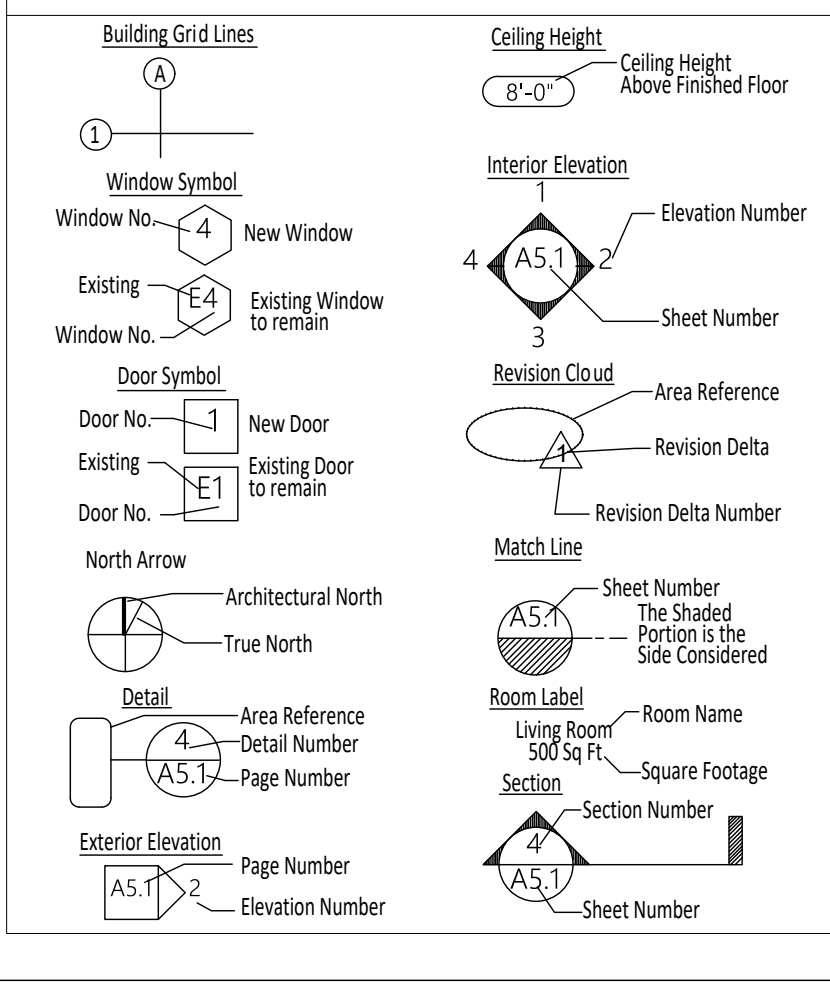 Building Grid Lines
A
1
Window Symbol
Window No.
4
New Window
Existing
E4
Existing Window
to remain
Window No.
Door Symbol
Door No.
1
New Door
Existing
E1
Existing Door
to remain
Door No.
North Arrow
Architectural North
True North
Detail
Area Reference
4
Detail Number
A5.1
Page Number
Exterior Elevation
A5.1
Page Number
2
Elevation Number
Ceiling Height
8'-0"
Ceiling Height
Above Finished Floor
Interior Elevation
1
Elevation Number
4
A5.1
2
Sheet Number
3
Revision Cloud
Area Reference
1
Revision Delta
Revision Delta Number
Match Line
A5.1
Sheet Number
The Shaded
Portion is the
Side Considered
Room Label
Living Room
500 Sq Ft
Room Name
Square Footage
Section
Section Number
4
A5.1
Sheet Number